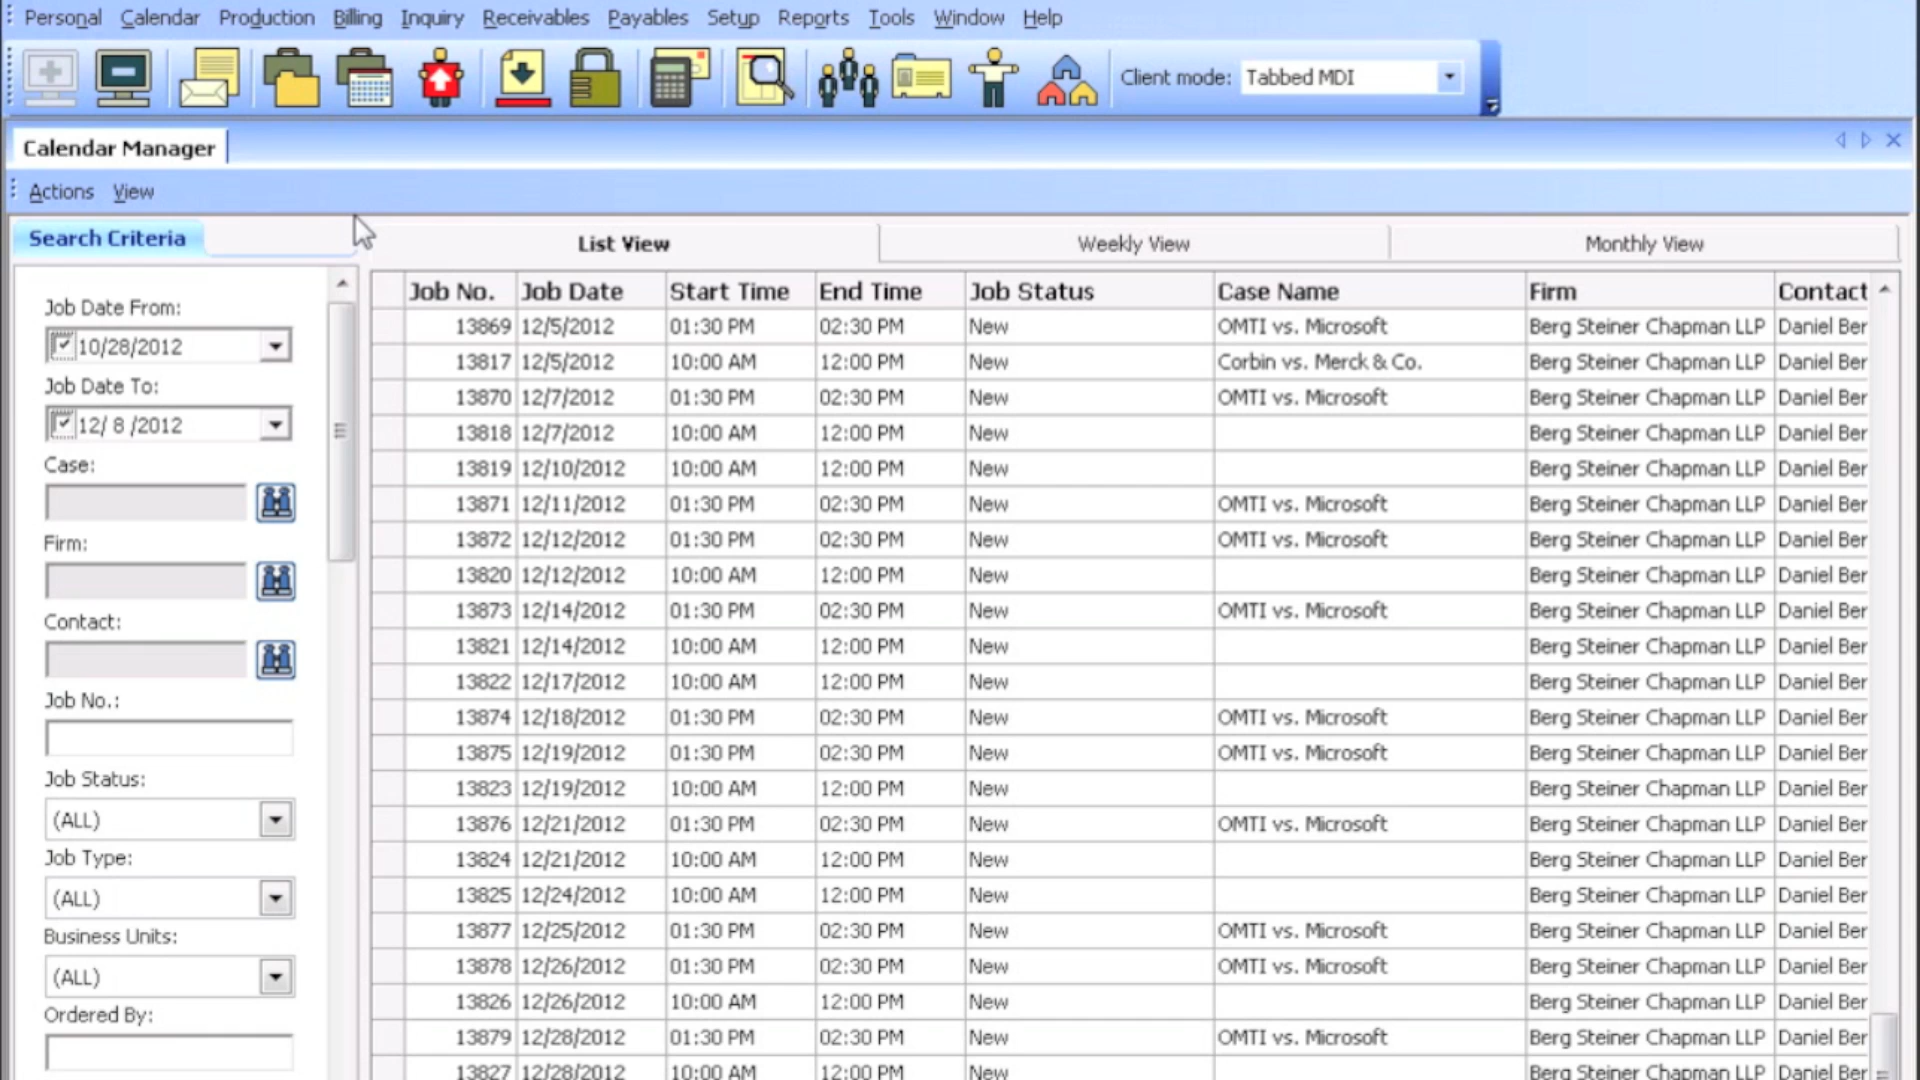 Personal Calendar Production Billing Inquiry Receivables Payables Setup Reports Tools Window Help
Client mode: Tabbed MDI
Calendar Manager
Actions View
Search Criteria
List View Weekly View Monthly View
Job Date From:
10/28/2012
Job Date To:
12/ 8 /2012
Case:
Firm:
Contact:
Job No.:
Job Status:
(ALL)
Job Type:
(ALL)
Business Units:
(ALL)
Ordered By:
Job No. Job Date Start Time End Time Job Status Case Name Firm Contact
13869 12/5/2012 01:30 PM 02:30 PM New OMTI vs. Microsoft Berg Steiner Chapman LLP Daniel Ber
13817 12/5/2012 10:00 AM 12:00 PM New Corbin vs. Merck & Co. Berg Steiner Chapman LLP Daniel Ber
13870 12/7/2012 01:30 PM 02:30 PM New OMTI vs. Microsoft Berg Steiner Chapman LLP Daniel Ber
13818 12/7/2012 10:00 AM 12:00 PM New Berg Steiner Chapman LLP Daniel Ber
13819 12/10/2012 10:00 AM 12:00 PM New Berg Steiner Chapman LLP Daniel Ber
13871 12/11/2012 01:30 PM 02:30 PM New OMTI vs. Microsoft Berg Steiner Chapman LLP Daniel Ber
13872 12/12/2012 01:30 PM 02:30 PM New OMTI vs. Microsoft Berg Steiner Chapman LLP Daniel Ber
13820 12/12/2012 10:00 AM 12:00 PM New Berg Steiner Chapman LLP Daniel Ber
13873 12/14/2012 01:30 PM 02:30 PM New OMTI vs. Microsoft Berg Steiner Chapman LLP Daniel Ber
13821 12/14/2012 10:00 AM 12:00 PM New Berg Steiner Chapman LLP Daniel Ber
13822 12/17/2012 10:00 AM 12:00 PM New Berg Steiner Chapman LLP Daniel Ber
13874 12/18/2012 01:30 PM 02:30 PM New OMTI vs. Microsoft Berg Steiner Chapman LLP Daniel Ber
13875 12/19/2012 01:30 PM 02:30 PM New OMTI vs. Microsoft Berg Steiner Chapman LLP Daniel Ber
13823 12/19/2012 10:00 AM 12:00 PM New Berg Steiner Chapman LLP Daniel Ber
13876 12/21/2012 01:30 PM 02:30 PM New OMTI vs. Microsoft Berg Steiner Chapman LLP Daniel Ber
13824 12/21/2012 10:00 AM 12:00 PM New Berg Steiner Chapman LLP Daniel Ber
13825 12/24/2012 10:00 AM 12:00 PM New Berg Steiner Chapman LLP Daniel Ber
13877 12/25/2012 01:30 PM 02:30 PM New OMTI vs. Microsoft Berg Steiner Chapman LLP Daniel Ber
13878 12/26/2012 01:30 PM 02:30 PM New OMTI vs. Microsoft Berg Steiner Chapman LLP Daniel Ber
13826 12/26/2012 10:00 AM 12:00 PM New Berg Steiner Chapman LLP Daniel Ber
13879 12/28/2012 01:30 PM 02:30 PM New OMTI vs. Microsoft Berg Steiner Chapman LLP Daniel Ber
13827 12/28/2012 10:00 AM 12:00 PM New Berg Steiner Chapman LLP Daniel Ber